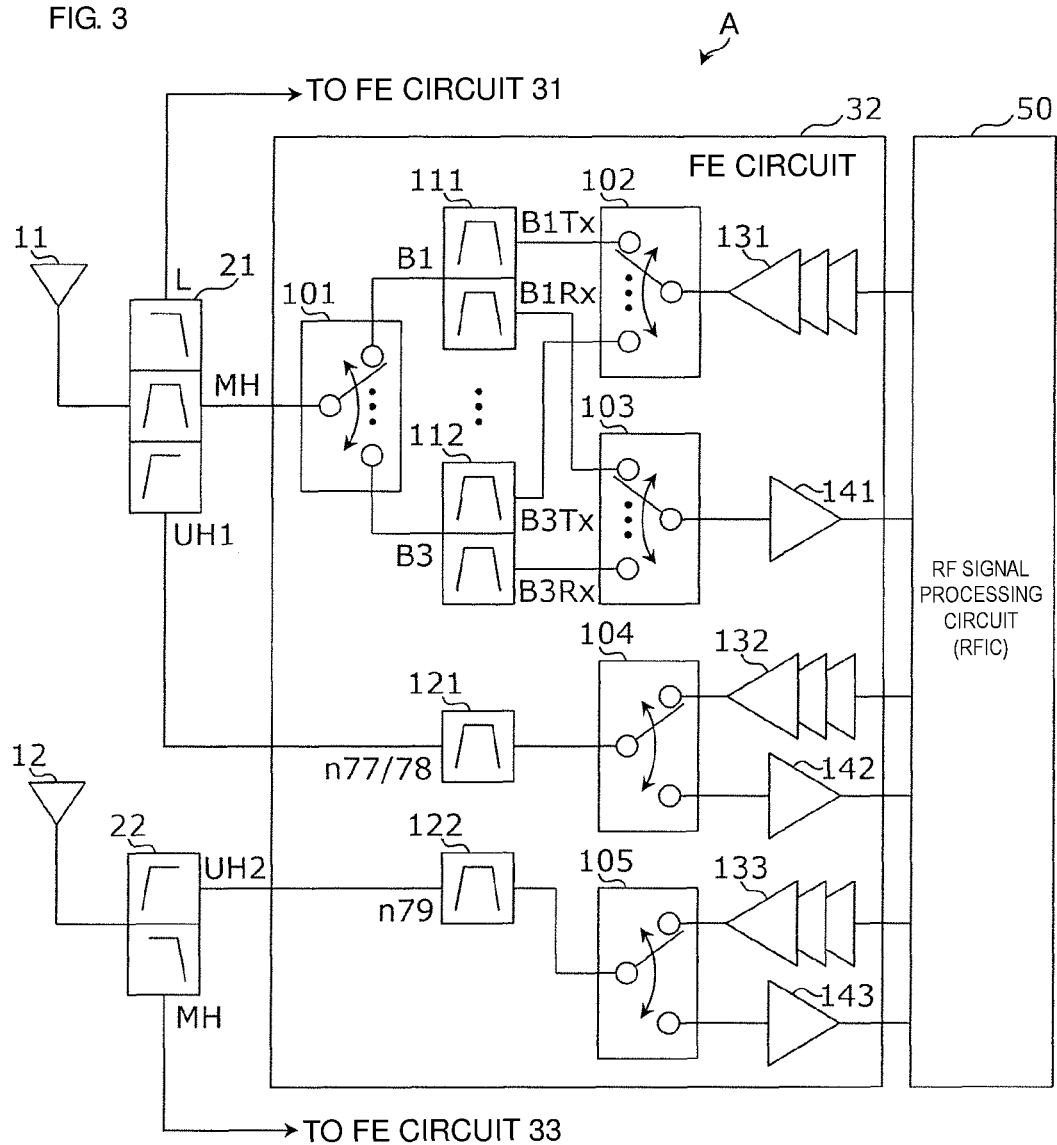 FIG. 3
A
TO FE CIRCUIT 31
32
50
FE CIRCUIT
111
102
B1Tx
131
11
L
21
B1
101
B1Rx
MH
112
103
141
UH1
B3Tx
B3
B3Rx
RF SIGNAL
PROCESSING
CIRCUIT
(RFIC)
104
132
121
12
n77/78
142
22
122
UH2
105
133
n79
143
MH
TO FE CIRCUIT 33